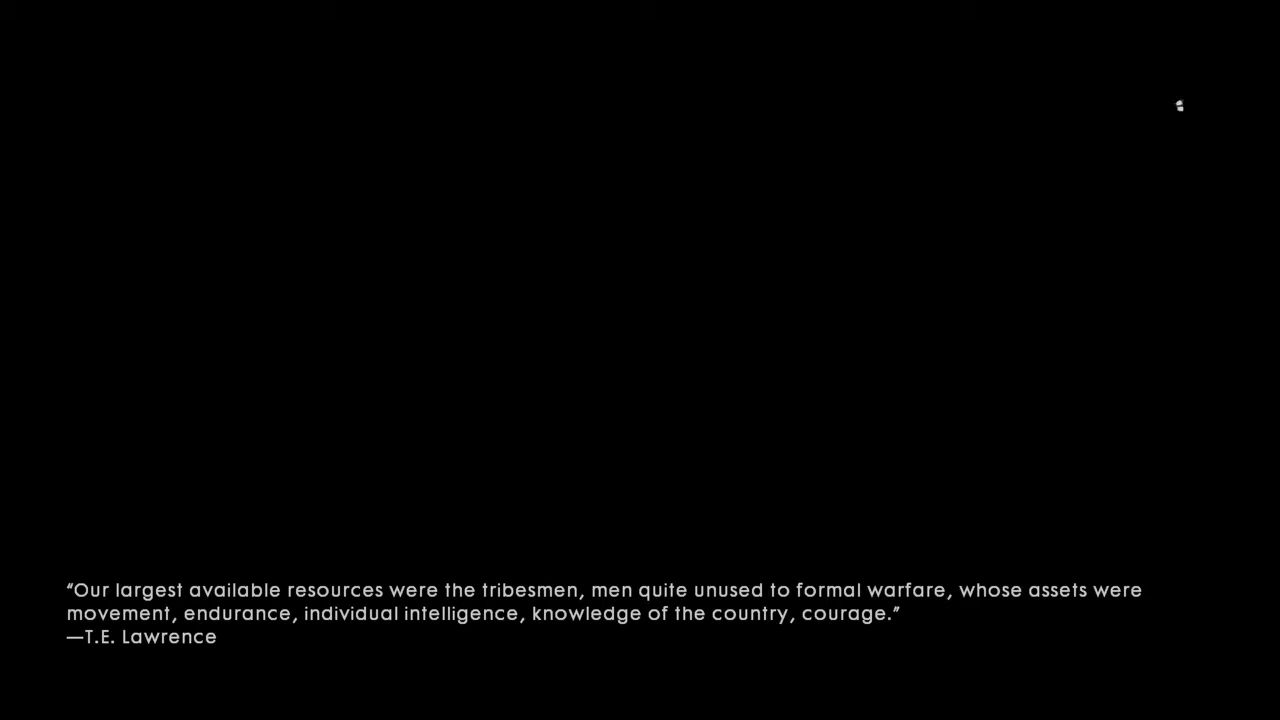 “Our largest available resources were the tribesmen, men quite unused to formal warfare, whose assets were
movement, endurance, individual intelligence, knowledge of the country, courage.”
—T.E. Lawrence